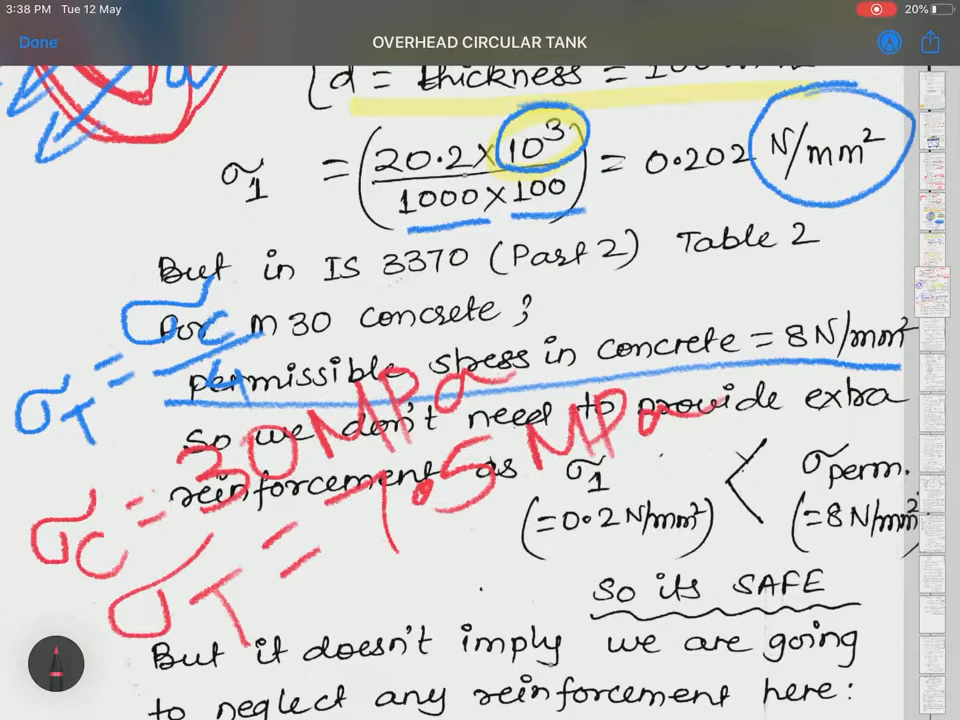 3:38 PM Tue 12 May
20%
Done
OVERHEAD CIRCULAR TANK
d = thickness = 100
σ1 = (20.2 × 10³ / 1000 × 100) = 0.202 N/mm²
But in IS 3370 (Part 2) Table 2
For M30 concrete;
permissible stress in concrete = 8 N/mm²
So we don't need to provide extra
reinforcement as σ1 < σperm.
(= 0.2 N/mm²) (= 8 N/mm²)
So its SAFE
But it doesn't imply we are going
to neglect any reinforcement here:
σT = σc / 4
σc = 30 MPa
σT = 7.5 MPa